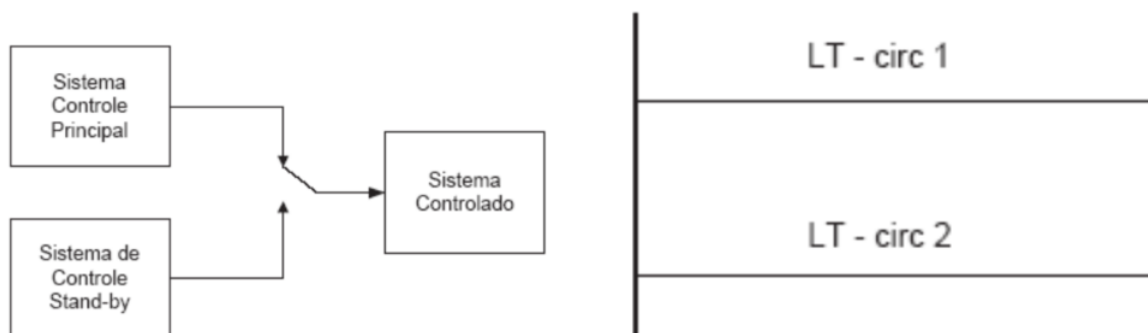 Sistema
Controle
Principal
Sistema de
Controle
Stand-by
Sistema
Controlado
LT - circ 1
LT - circ 2